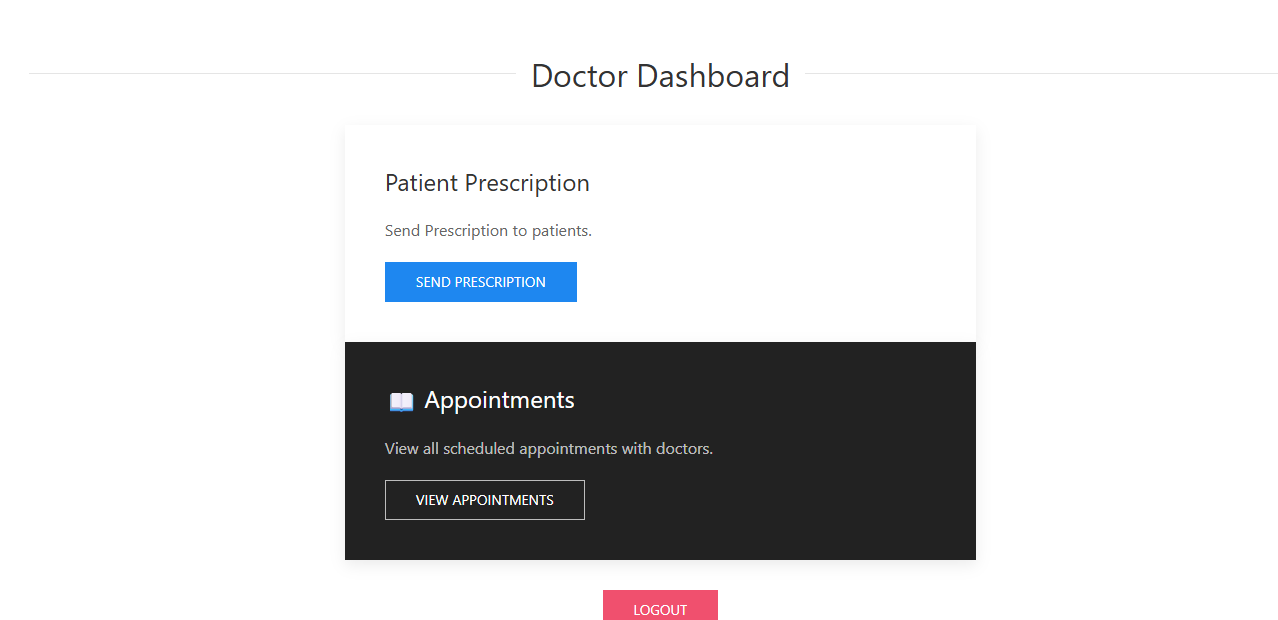 Doctor Dashboard
Patient Prescription
Send Prescription to patients.
SEND PRESCRIPTION
📖 Appointments
View all scheduled appointments with doctors.
VIEW APPOINTMENTS
LOGOUT